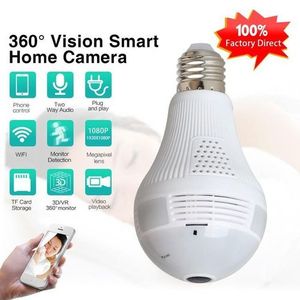 360° Vision Smart
Home Camera
100%
Factory Direct
Phone
control
Two
Way Audio
Plug and
play
WiFi
Monitor
Detection
1080P
1920X1080P
Megapixel
lens
TF Card
Storage
3D
3D/VR
360°monitor
Video
playback